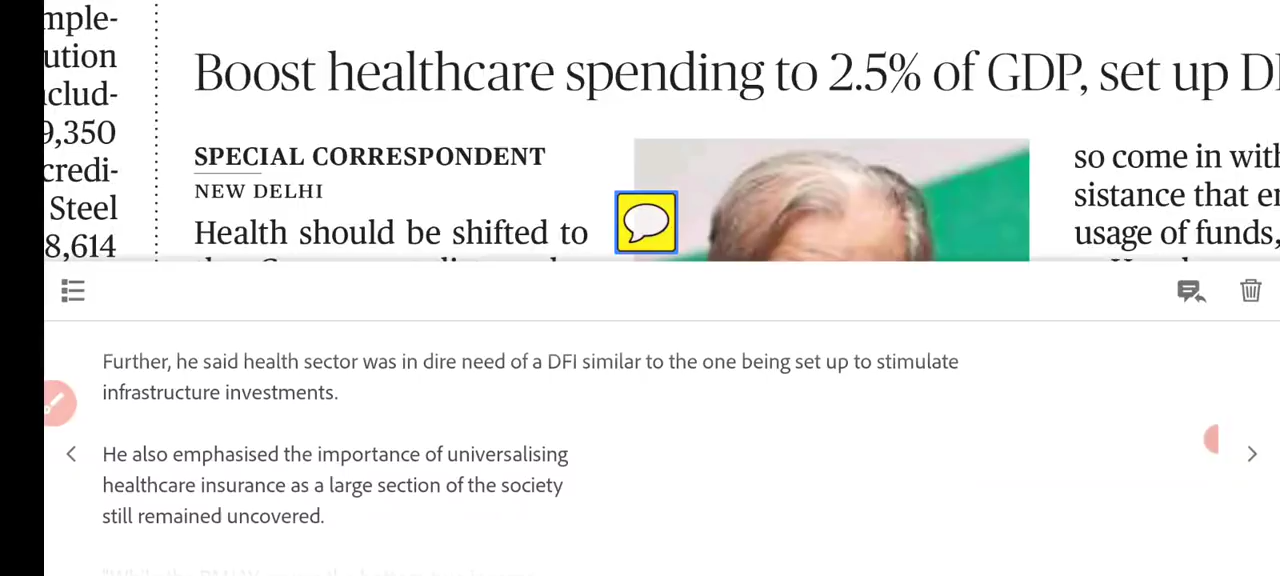 mple-
ution
clud-
9,350
credi-
Steel
8,614
Boost healthcare spending to 2.5% of GDP, set up
SPECIAL CORRESPONDENT
NEW DELHI
Health should be shifted to
so come in with
usage of funds,
Further, he said health sector was in dire need of a DFI similar to the one being set up to stimulate
infrastructure investments.
He also emphasised the importance of universalising
healthcare insurance as a large section of the society
still remained uncovered.